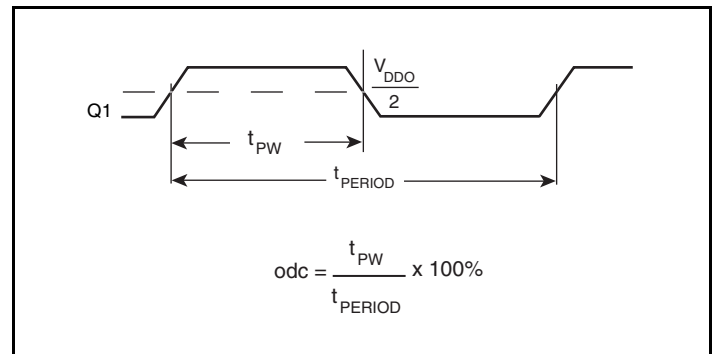 V_DDO
2
Q1
t_PW
t_PERIOD
odc = t_PW / t_PERIOD x 100%